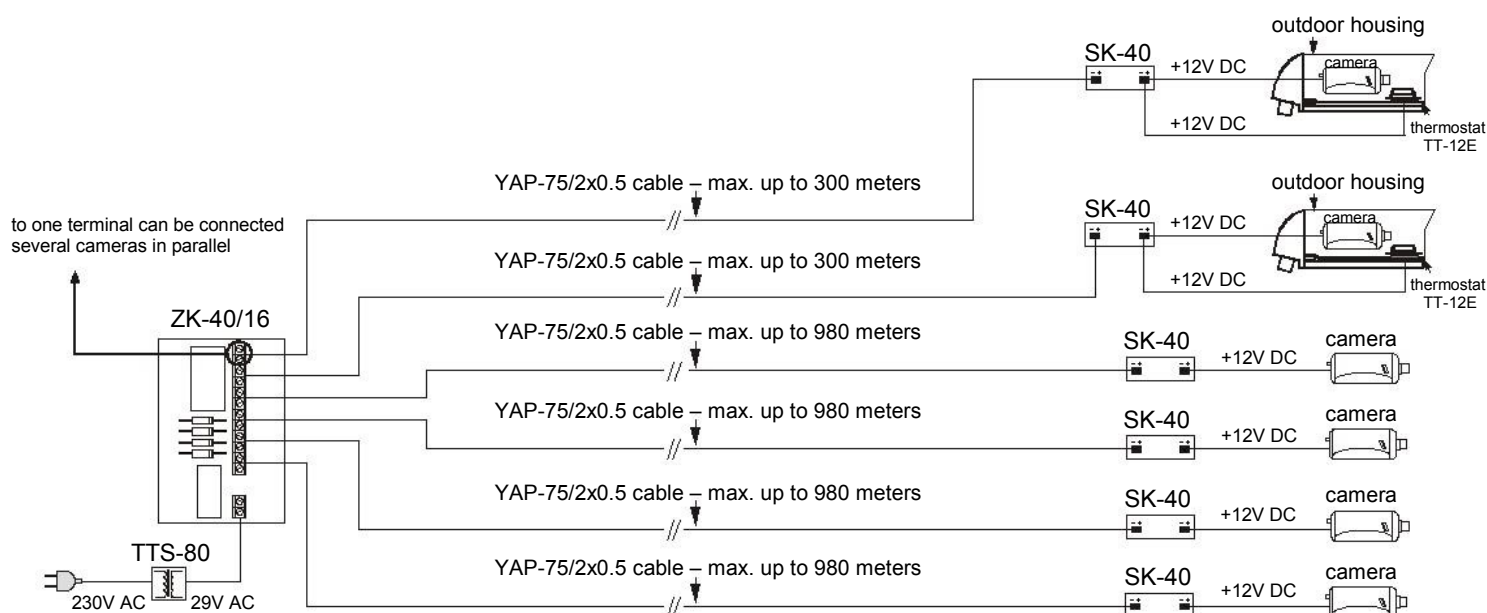 outdoor housing
SK-40
+12V DC
camera
+12V DC
thermostat
TT-12E
YAP-75/2x0.5 cable – max. up to 300 meters
outdoor housing
SK-40
+12V DC
camera
to one terminal can be connected
several cameras in parallel
YAP-75/2x0.5 cable – max. up to 300 meters
+12V DC
thermostat
TT-12E
ZK-40/16
YAP-75/2x0.5 cable – max. up to 980 meters
SK-40
+12V DC
camera
YAP-75/2x0.5 cable – max. up to 980 meters
SK-40
+12V DC
camera
YAP-75/2x0.5 cable – max. up to 980 meters
SK-40
+12V DC
camera
TTS-80
230V AC
29V AC
YAP-75/2x0.5 cable – max. up to 980 meters
SK-40
+12V DC
camera